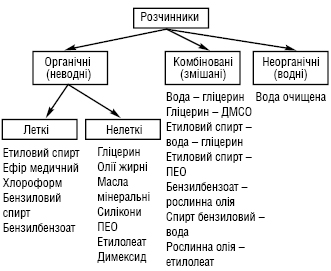 Розчинники
Органічні
(неводні)
Комбіновані
(змішані)
Неорганічні
(водні)
Леткі
Нелеткі
Етиловий спирт
Ефір медичний
Хлороформ
Бензиловий
спирт
Бензилбензоат
Гліцерин
Олії жирні
Масла
мінеральні
Силікони
ПЕО
Етилолеат
Димексид
Вода – гліцерин
Гліцерин – ДМСО
Етиловий спирт –
вода – гліцерин
Етиловий спирт –
ПЕО
Бензилбензоат –
рослинна олія
Спирт бензиловий –
вода
Рослинна олія –
етилолеат
Вода очищена